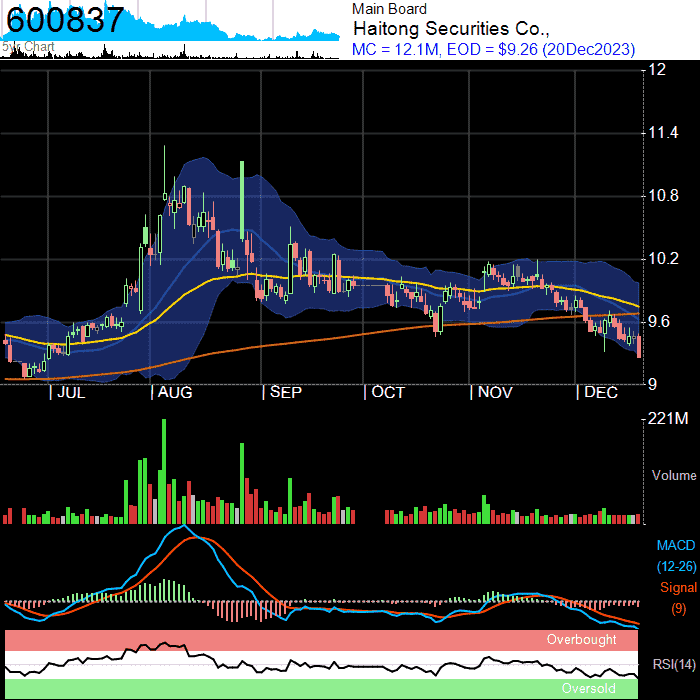 600837
5yr Chart
Main Board
Haitong Securities Co.,
MC = 12.1M, EOD = $9.26 (20Dec2023)
12
11.4
10.8
10.2
9.6
9
JUL AUG SEP OCT NOV DEC
221M
Volume
MACD
(12-26)
Signal
(9)
Overbought
RSI(14)
Oversold